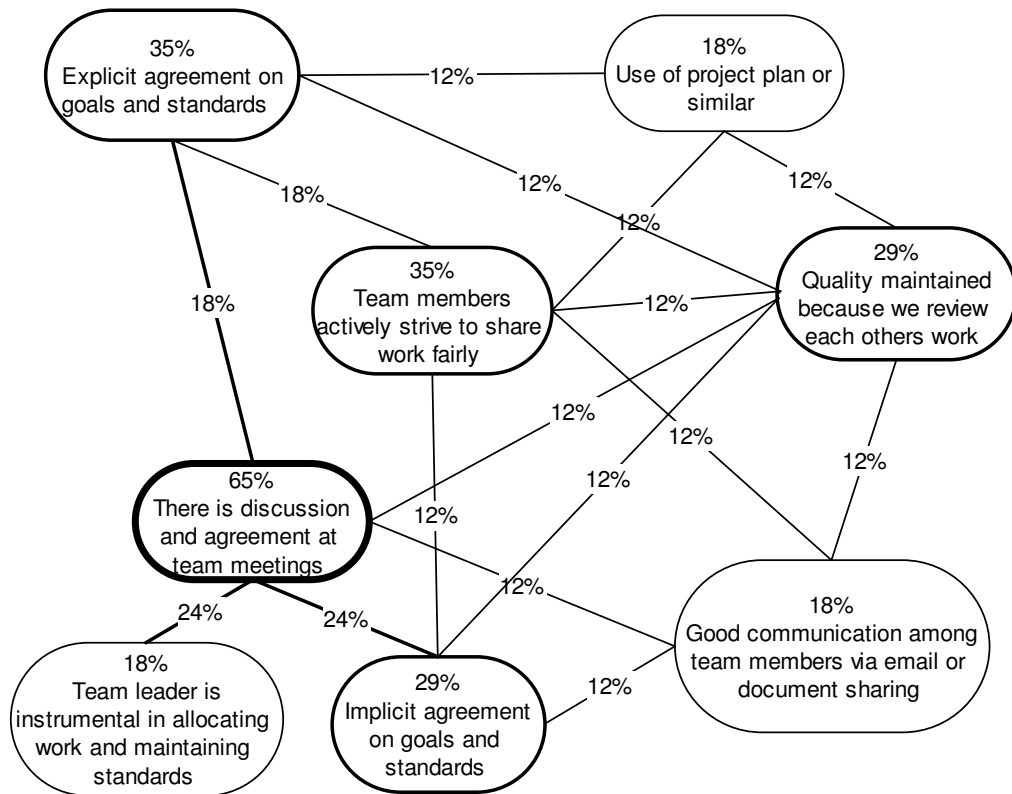 35%
Explicit agreement on
goals and standards
18%
Use of project plan or
similar
12%
12%
12%
18%
12%
35%
Team members
actively strive to share
work fairly
29%
Quality maintained
because we review
each others work
12%
18%
12%
12%
12%
12%
65%
There is discussion
and agreement at
team meetings
12%
12%
24%
24%
18%
Team leader is
instrumental in allocating
work and maintaining
standards
29%
Implicit agreement
on goals and
standards
12%
18%
Good communication among
team members via email or
document sharing